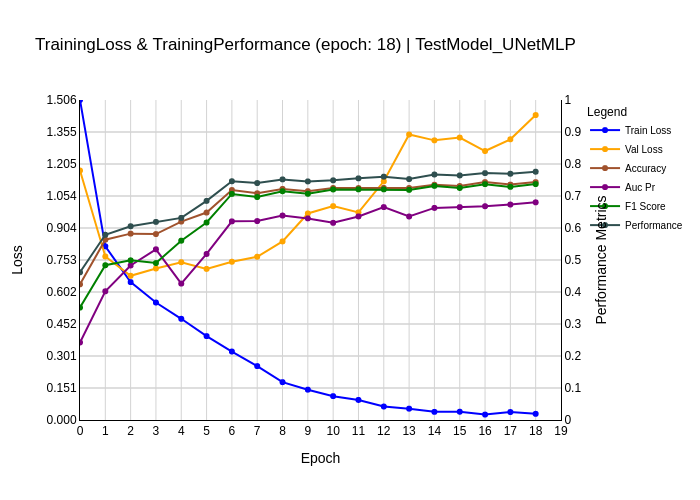 TrainingLoss & TrainingPerformance (epoch: 18) | TestModel_UNetMLP
Legend
Train Loss
Val Loss
Accuracy
Auc Pr
F1 Score
Performance
Loss
1.506
1.355
1.205
1.054
0.904
0.753
0.602
0.452
0.301
0.151
0.000
1
0.9
0.8
0.7
0.6
0.5
0.4
0.3
0.2
0.1
0
Performance Metrics
0 1 2 3 4 5 6 7 8 9 10 11 12 13 14 15 16 17 18 19
Epoch